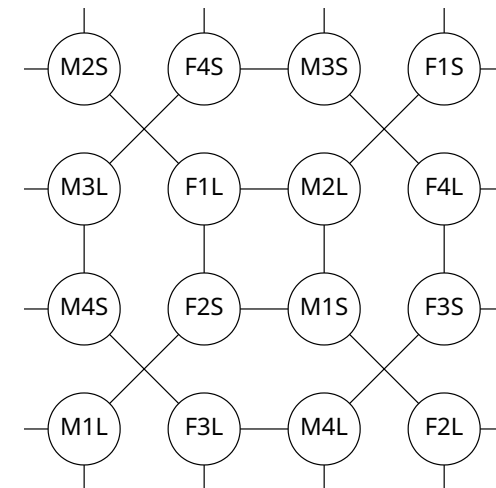 M2S F4S M3S F1S
M3L F1L M2L F4L
M4S F2S M1S F3S
M1L F3L M4L F2L